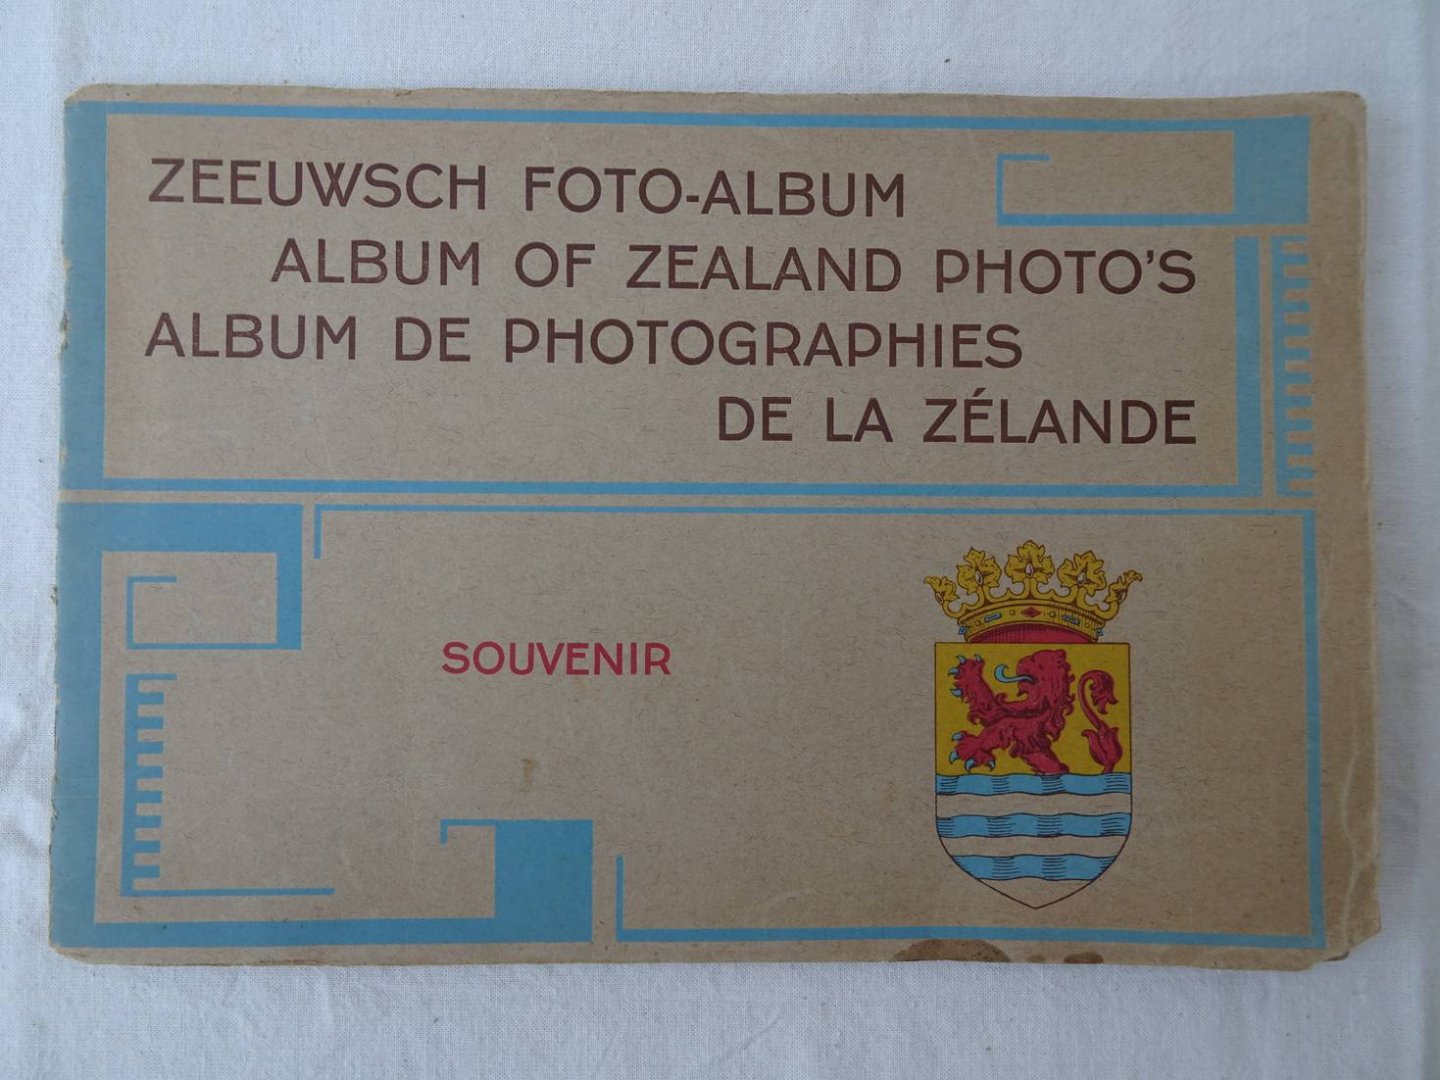 ZEEUWSCH FOTO-ALBUM
ALBUM OF ZEALAND PHOTO'S
ALBUM DE PHOTOGRAPHIES
DE LA ZÉLANDE
SOUVENIR